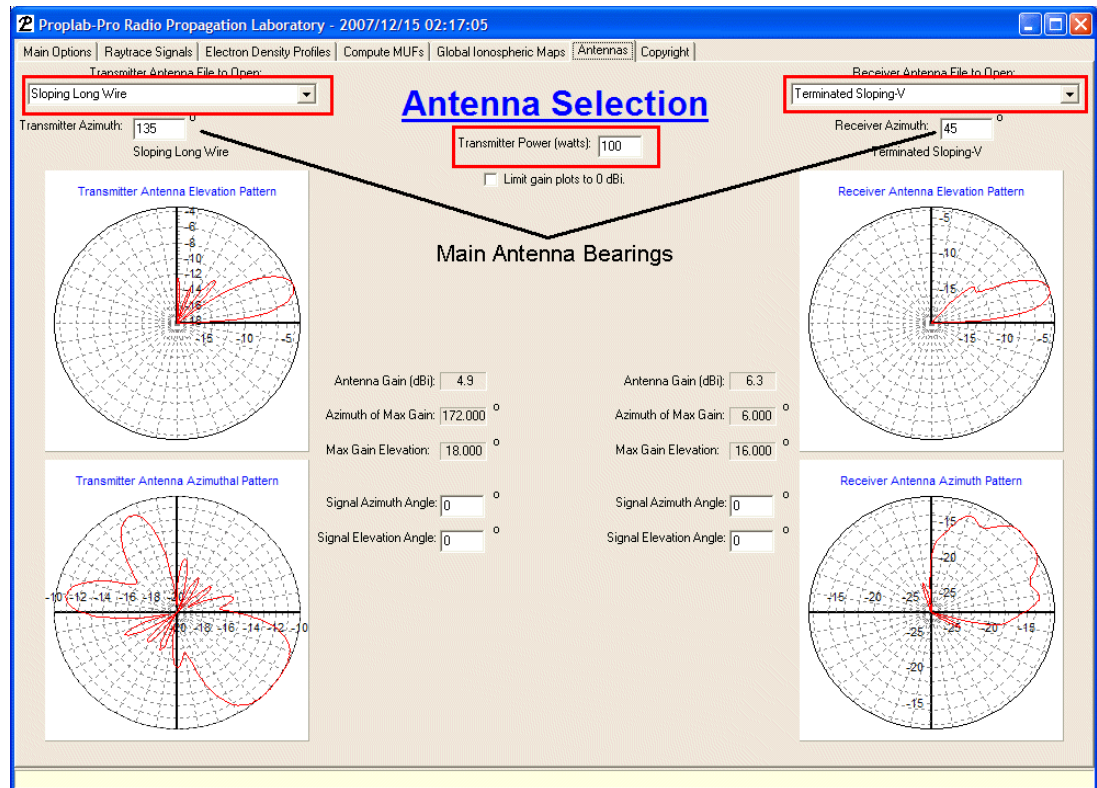 Proplab-Pro Radio Propagation Laboratory - 2007/12/15 02:17:05
Main Options Raytrace Signals Electron Density Profiles Compute MUFs Global Ionospheric Maps Antennas Copyright
Transmitter Antenna File to Open:
Sloping Long Wire
Transmitter Azimuth: 135 o
Sloping Long Wire
Antenna Selection
Transmitter Power (watts): 100
Limit gain plots to 0 dBi.
Receiver Antenna File to Open:
Terminated Sloping-V
Receiver Azimuth: 45 o
Terminated Sloping-V
Main Antenna Bearings
Transmitter Antenna Elevation Pattern
-4
-6
-8
-10
-12
-14
-16
-18
-15 -10 -5
Receiver Antenna Elevation Pattern
-5
-10
-15
-15 -10 -5
Antenna Gain (dBi): 4.9
Azimuth of Max Gain: 172.000 o
Max Gain Elevation: 18.000 o
Signal Azimuth Angle: 0 o
Signal Elevation Angle: 0 o
Antenna Gain (dBi): 6.3
Azimuth of Max Gain: 6.000 o
Max Gain Elevation: 16.000 o
Signal Azimuth Angle: 0 o
Signal Elevation Angle: 0 o
Transmitter Antenna Azimuthal Pattern
-10 -12 -14 -16 -18 -20
-20 -18 -16 -14 -12 -10
Receiver Antenna Azimuth Pattern
-15
-20
-25
-15 -20 -25
-25 -20 -15
-25
-20
-15